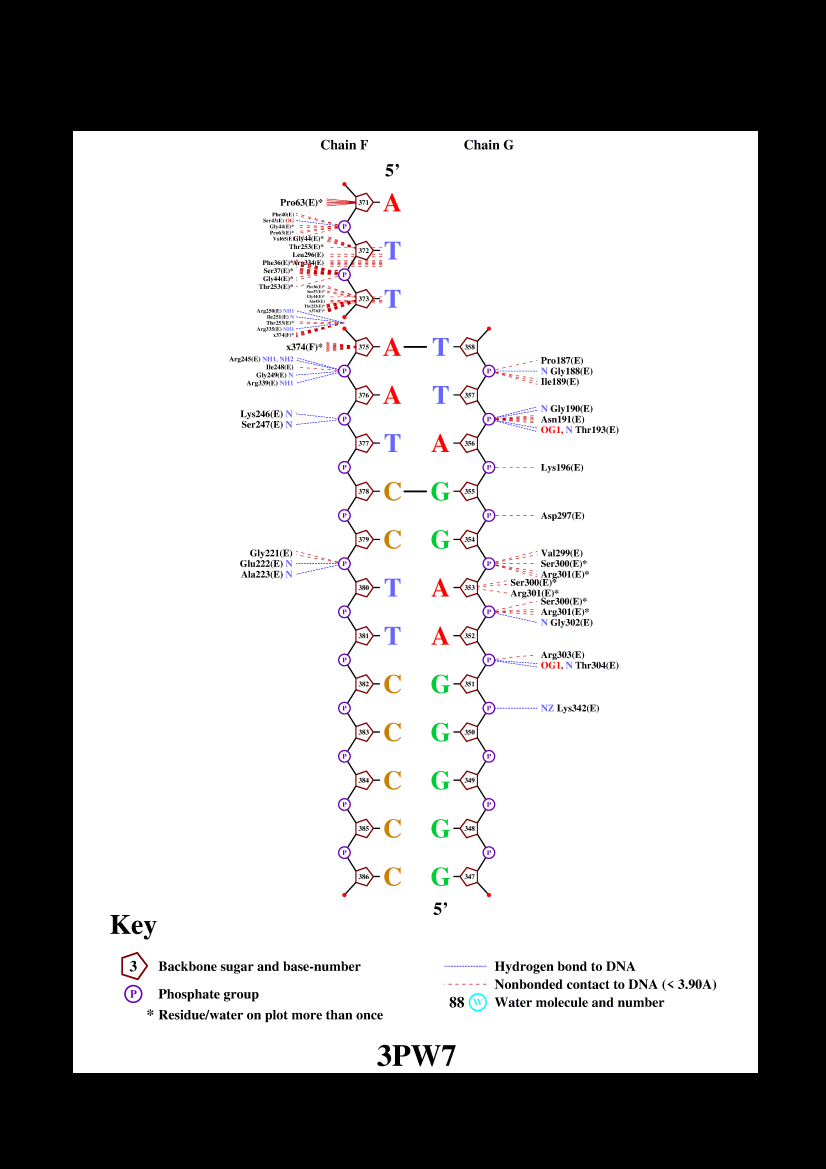 Chain F Chain G
5’
Pro63(E)* 371 A
Phe40(E)
Ser43(E) OG
Gly44(E)* P
Pro63(E)*
Val65(E) Gly44(E)* 372 T
Thr253(E)*
Leu296(E)
Phe36(E)* Arg334(E)
Ser37(E)* P
Gly44(E)*
Thr253(E)* 373 T
Arg250(E) NH1
Ile251(E) N
Thr253(E)*
Arg335(E) NH1
x374(F)*
x374(F)* 375 A T 358
Arg245(E) NH1, NH2 Pro187(E)
Ile248(E) P P N Gly188(E)
Gly249(E) N Ile189(E)
Arg339(E) NH1
376 A T 357
Lys246(E) N P P N Gly190(E)
Ser247(E) N Asn191(E)
OG1, N Thr193(E)
377 T A 356
P P Lys196(E)
378 C G 355
P P Asp297(E)
379 C G 354
Gly221(E) Val299(E)
Glu222(E) N P P Ser300(E)*
Ala223(E) N Arg301(E)*
380 T A 353 Ser300(E)*
Arg301(E)*
Ser300(E)*
P P Arg301(E)*
N Gly302(E)
381 T A 352
P P Arg303(E)
OG1, N Thr304(E)
382 C G 351
P P NZ Lys342(E)
383 C G 350
P P
384 C G 349
P P
385 C G 348
P P
386 C G 347
5’
Key
3 Backbone sugar and base-number
P Phosphate group
* Residue/water on plot more than once
Hydrogen bond to DNA
Nonbonded contact to DNA (< 3.90A)
88 W Water molecule and number
3PW7